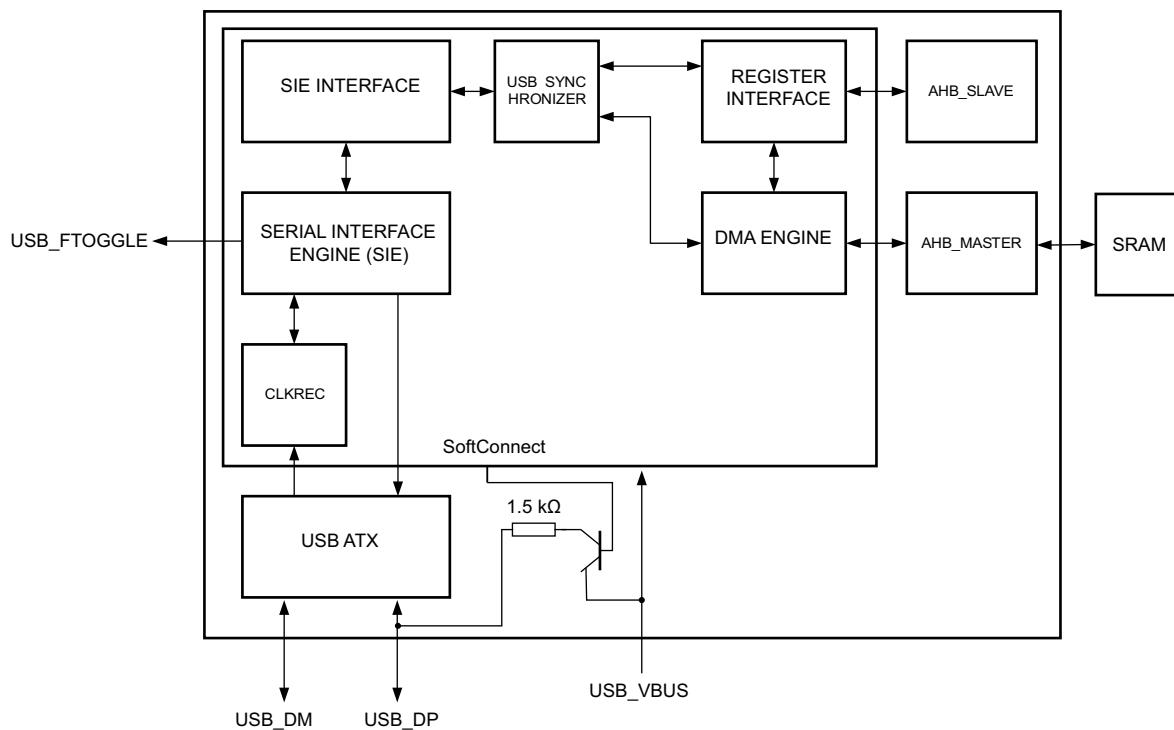 SIE INTERFACE
USB_SYNC
HRONIZER
REGISTER
INTERFACE
AHB_SLAVE
USB_FTOGGLE
SERIAL INTERFACE
ENGINE (SIE)
DMA ENGINE
AHB_MASTER
SRAM
CLKREC
SoftConnect
1.5 kΩ
USB ATX
USB_VBUS
USB_DM
USB_DP